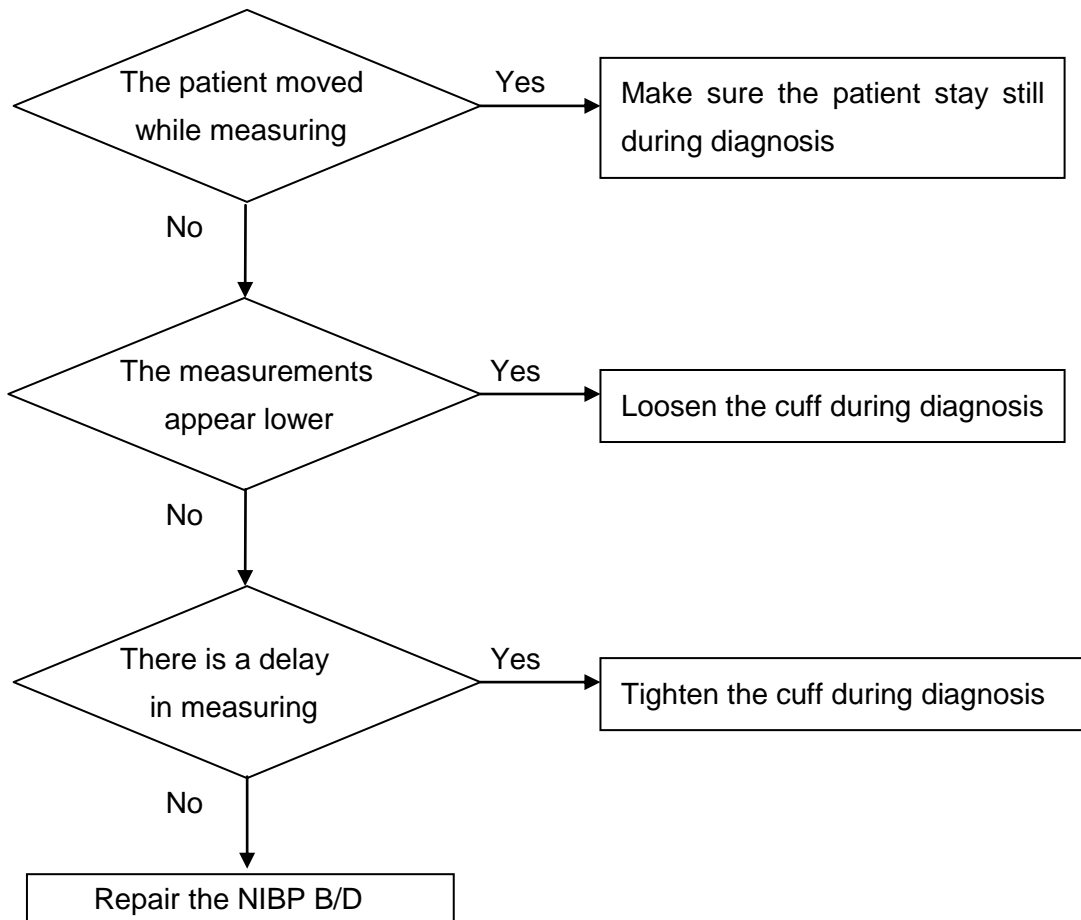 The patient moved
while measuring
Yes
Make sure the patient stay still
during diagnosis
No
The measurements
appear lower
Yes
Loosen the cuff during diagnosis
No
There is a delay
in measuring
Yes
Tighten the cuff during diagnosis
No
Repair the NIBP B/D